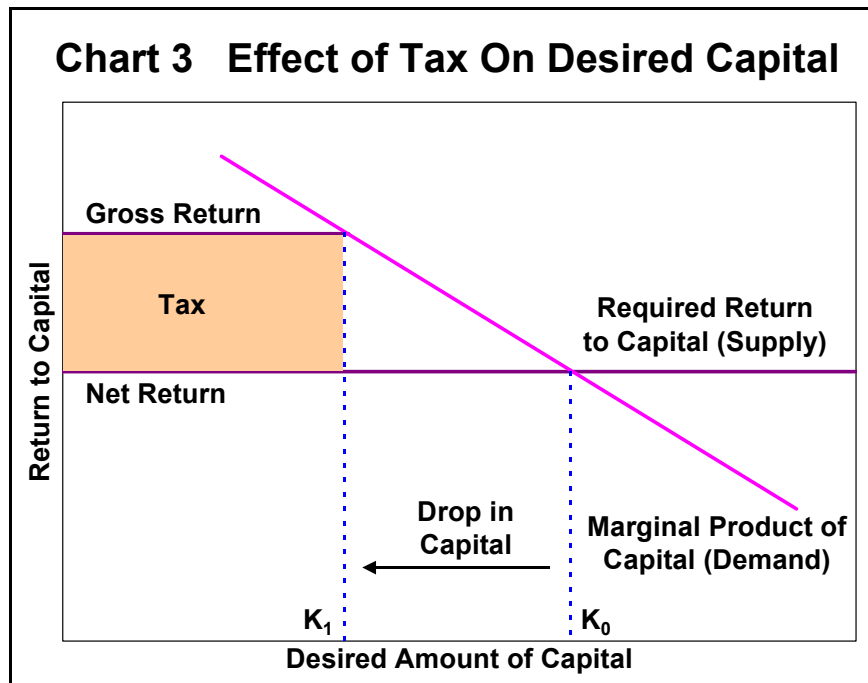 Chart 3 Effect of Tax On Desired Capital
Gross Return
Tax
Required Return
to Capital (Supply)
Net Return
Return to Capital
Drop in
Capital
Marginal Product of
Capital (Demand)
K₁
K₀
Desired Amount of Capital